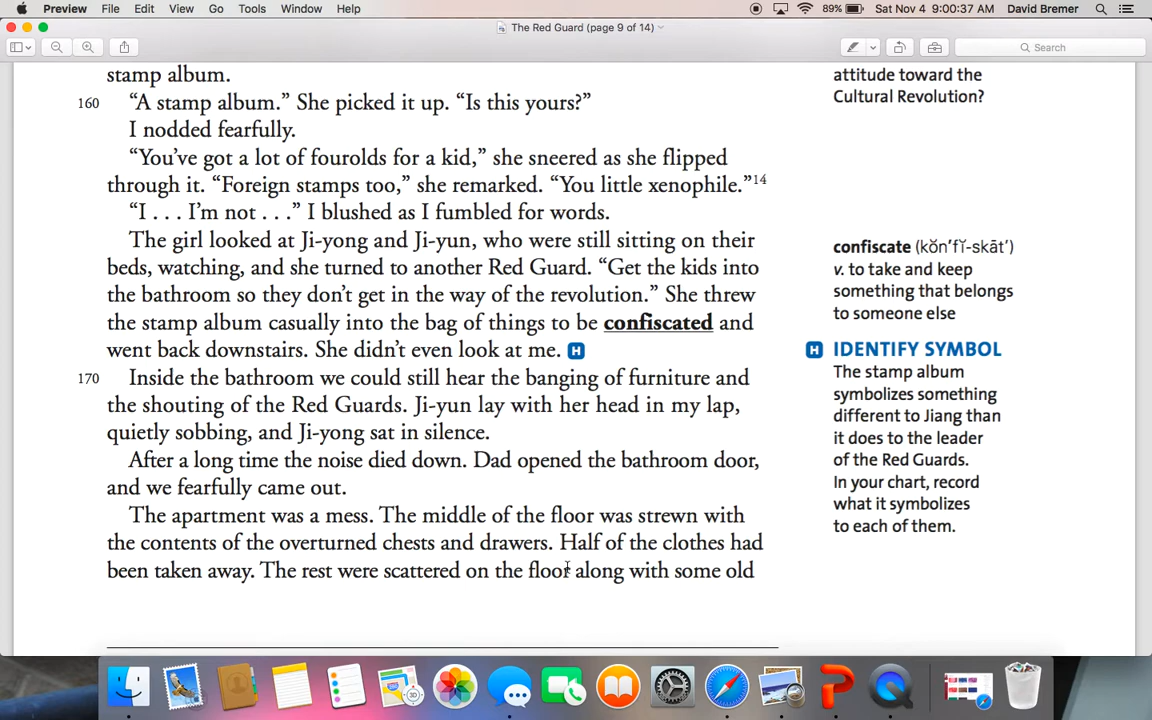 Preview File Edit View Go Tools Window Help 89% Sat Nov 4 9:00:37 AM David Bremer
The Red Guard (page 9 of 14)
Search
stamp album.
160 “A stamp album.” She picked it up. “Is this yours?”
I nodded fearfully.
“You’ve got a lot of fourolds for a kid,” she sneered as she flipped
through it. “Foreign stamps too,” she remarked. “You little xenophile.”14
“I . . . I’m not . . .” I blushed as I fumbled for words.
The girl looked at Ji-yong and Ji-yun, who were still sitting on their
beds, watching, and she turned to another Red Guard. “Get the kids into
the bathroom so they don’t get in the way of the revolution.” She threw
the stamp album casually into the bag of things to be confiscated and
went back downstairs. She didn’t even look at me. H
170 Inside the bathroom we could still hear the banging of furniture and
the shouting of the Red Guards. Ji-yun lay with her head in my lap,
quietly sobbing, and Ji-yong sat in silence.
After a long time the noise died down. Dad opened the bathroom door,
and we fearfully came out.
The apartment was a mess. The middle of the floor was strewn with
the contents of the overturned chests and drawers. Half of the clothes had
been taken away. The rest were scattered on the floor along with some old
attitude toward the
Cultural Revolution?
confiscate (kŏn′fĭ-skāt′)
v. to take and keep
something that belongs
to someone else
H IDENTIFY SYMBOL
The stamp album
symbolizes something
different to Jiang than
it does to the leader
of the Red Guards.
In your chart, record
what it symbolizes
to each of them.
3D